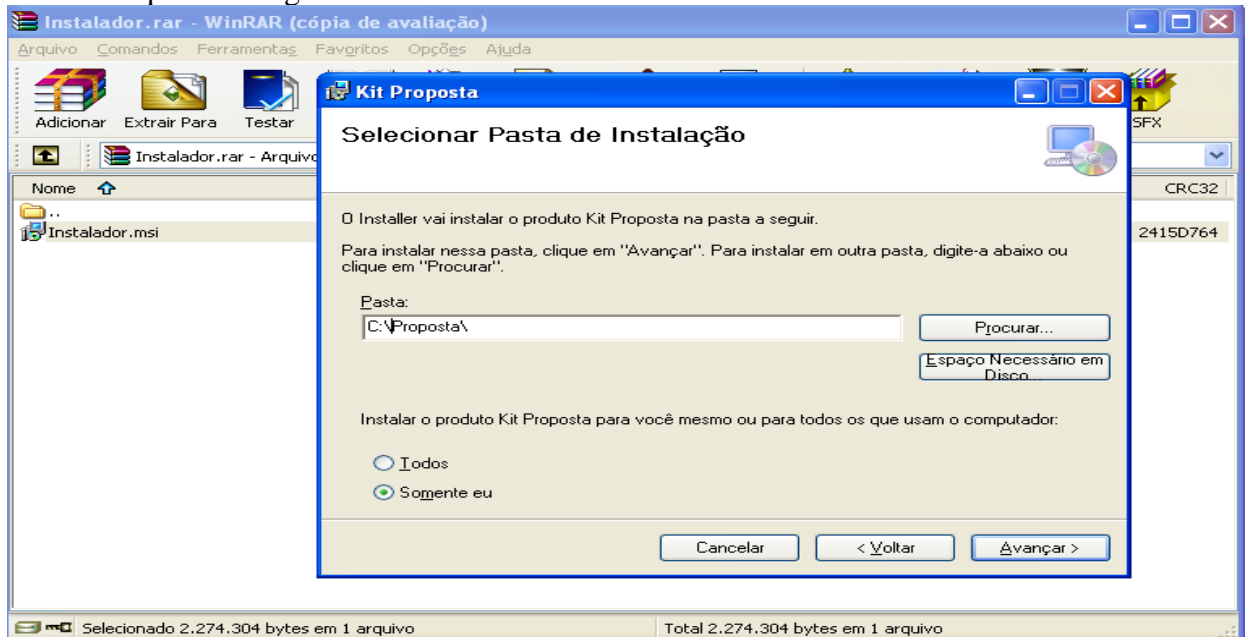 Instalador.rar - WinRAR (cópia de avaliação)
Arquivo Comandos Ferramentas Favoritos Opções Ajuda
Adicionar Extrair Para Testar SFX
Instalador.rar - Arquivo
Nome CRC32
..
Instalador.msi 2415D764
Kit Proposta
Selecionar Pasta de Instalação
O Installer vai instalar o produto Kit Proposta na pasta a seguir.
Para instalar nessa pasta, clique em "Avançar". Para instalar em outra pasta, digite-a abaixo ou
clique em "Procurar".
Pasta:
C:\Proposta\
Procurar...
Espaço Necessário em
Disco...
Instalar o produto Kit Proposta para você mesmo ou para todos os que usam o computador:
Todos
Somente eu
Cancelar < Voltar Avançar >
Selecionado 2.274.304 bytes em 1 arquivo Total 2.274.304 bytes em 1 arquivo